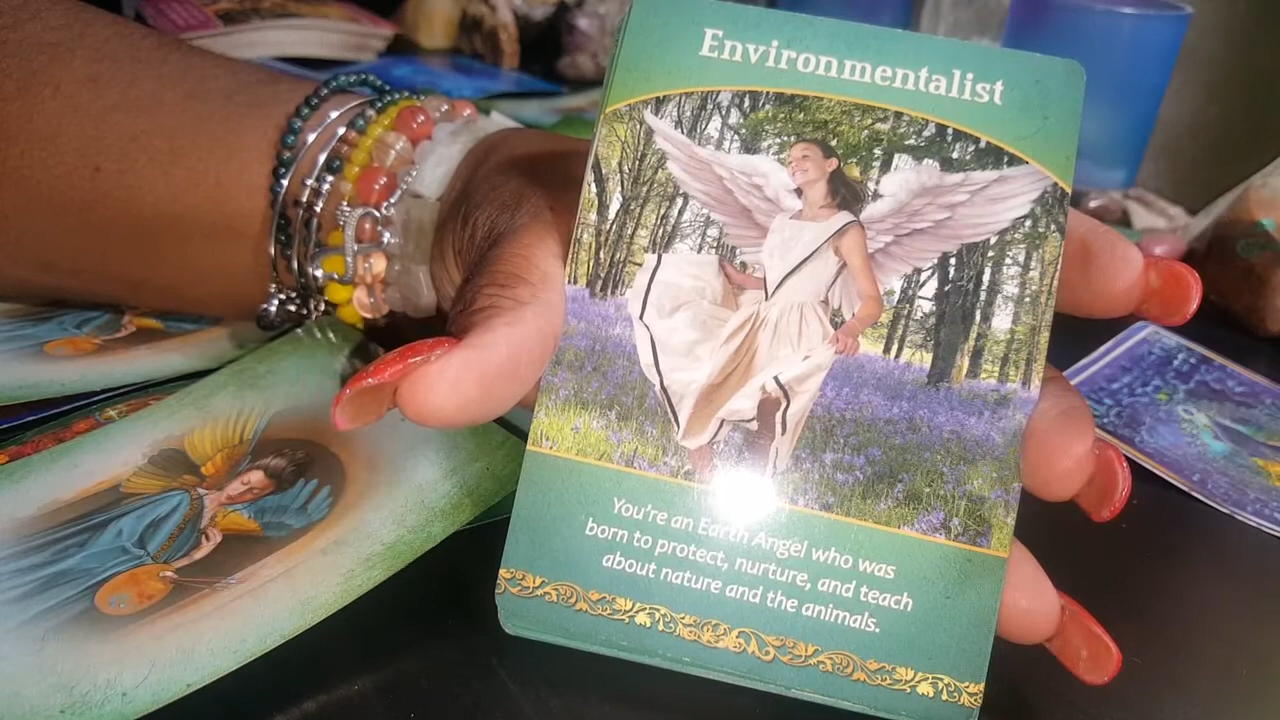 Environmentalist
You're an Earth Angel who was
born to protect, nurture, and teach
about nature and the animals.